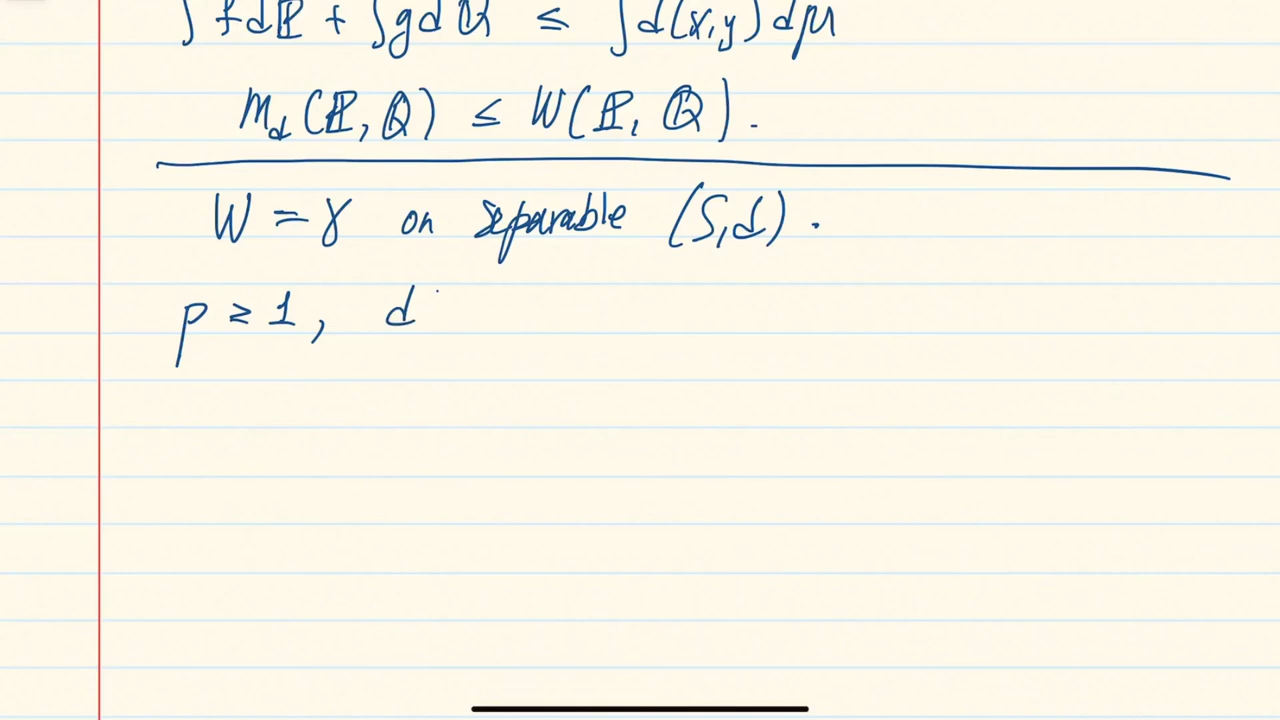 ∫ f dℙ + ∫ g dℚ ≤ ∫ d(x,y) dμ
m_d(ℙ, ℚ) ≤ W(ℙ, ℚ).
W = γ on separable (S,d).
p ≥ 1, d